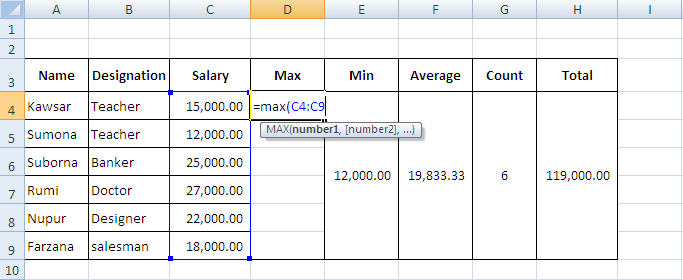 A B C D E F G H I
1
2
3 Name Designation Salary Max Min Average Count Total
4 Kawsar Teacher 15,000.00 =max(C4:C9
MAX(number1, [number2], ...)
5 Sumona Teacher 12,000.00
6 Suborna Banker 25,000.00
12,000.00 19,833.33 6 119,000.00
7 Rumi Doctor 27,000.00
8 Nupur Designer 22,000.00
9 Farzana salesman 18,000.00
10